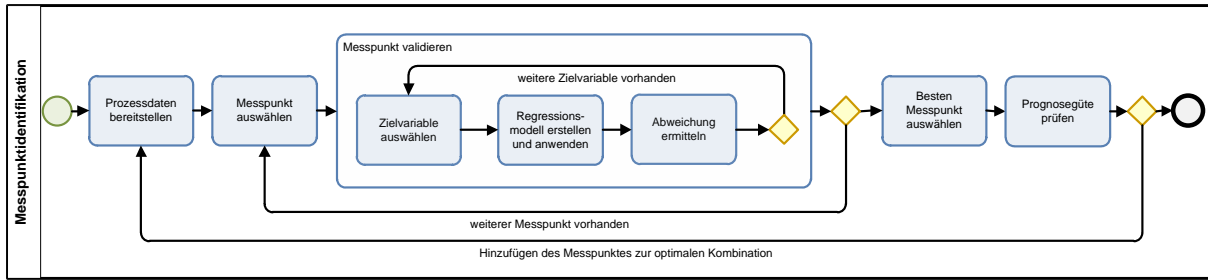 Messpunktidentifikation
Prozessdaten
bereitstellen
Messpunkt
auswählen
Messpunkt validieren
weitere Zielvariable vorhanden
Zielvariable
auswählen
Regressions-
modell erstellen
und anwenden
Abweichung
ermitteln
Besten
Messpunkt
auswählen
Prognosegüte
prüfen
weiterer Messpunkt vorhanden
Hinzufügen des Messpunktes zur optimalen Kombination